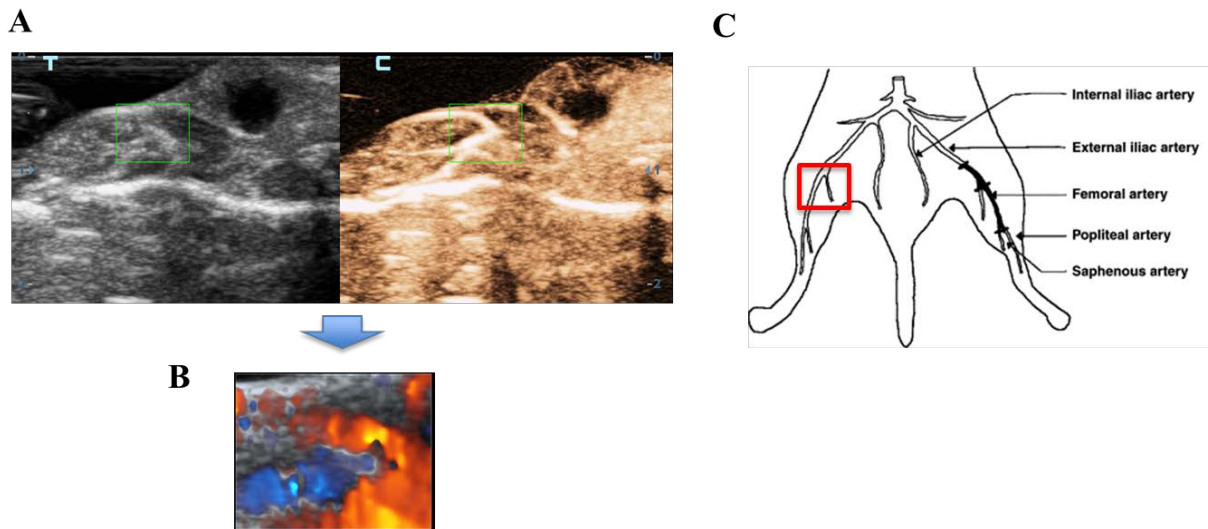 A
C
T
C
Internal iliac artery
External iliac artery
Femoral artery
Popliteal artery
Saphenous artery
B